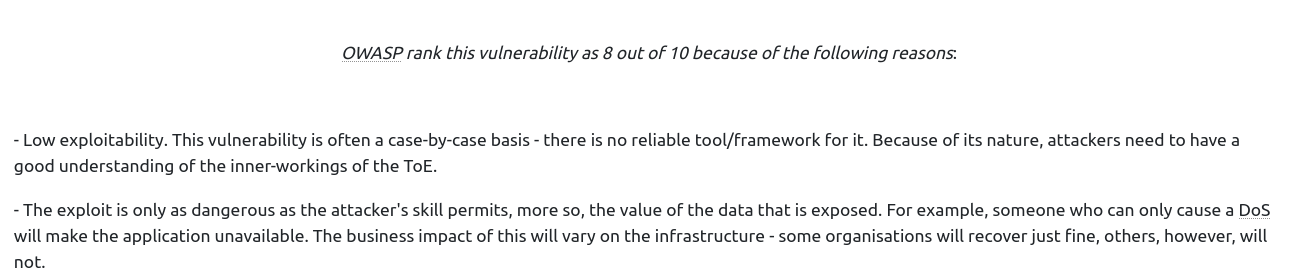 OWASP rank this vulnerability as 8 out of 10 because of the following reasons:
- Low exploitability. This vulnerability is often a case-by-case basis - there is no reliable tool/framework for it. Because of its nature, attackers need to have a
good understanding of the inner-workings of the ToE.
- The exploit is only as dangerous as the attacker's skill permits, more so, the value of the data that is exposed. For example, someone who can only cause a DoS
will make the application unavailable. The business impact of this will vary on the infrastructure - some organisations will recover just fine, others, however, will
not.